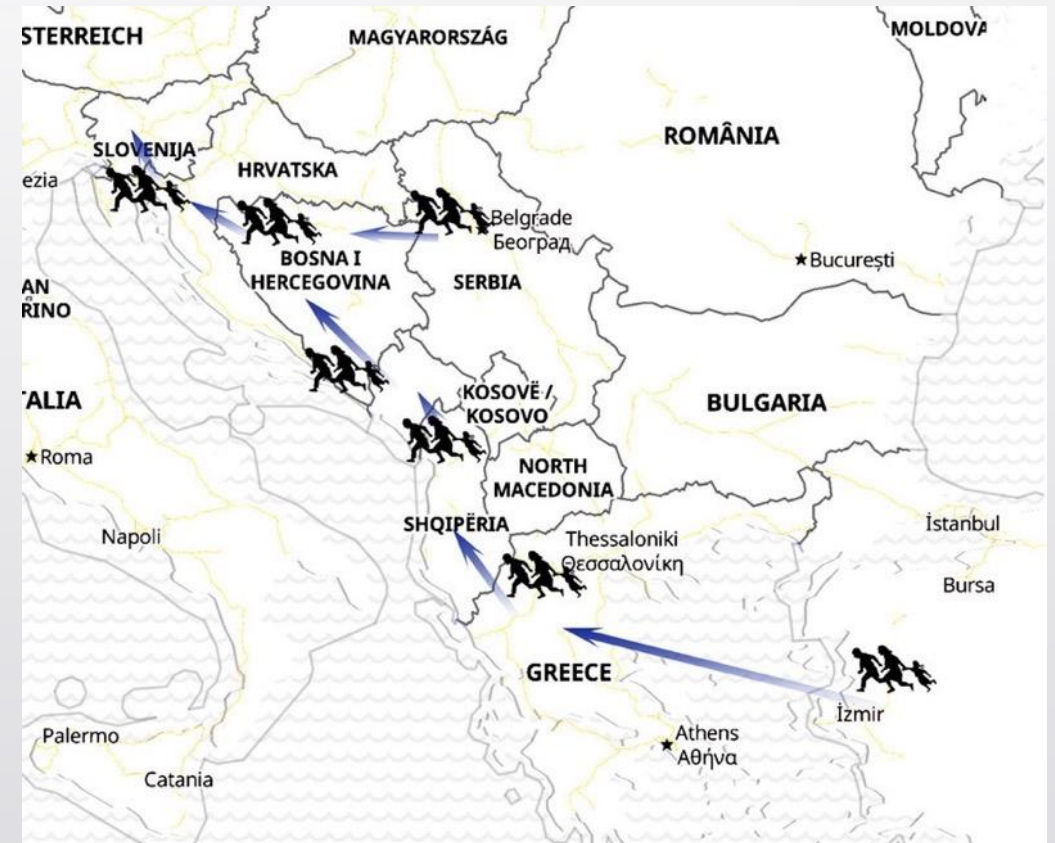 STERREICH
MAGYARORSZÁG
MOLDOVA
ROMÂNIA
SLOVENIJA
HRVATSKA
ezia
Belgrade
Београд
București
BOSNA I
HERCEGOVINA
SERBIA
AN
RINO
TALIA
KOSOVË /
KOSOVO
BULGARIA
Roma
NORTH
MACEDONIA
SHQIPËRIA
Napoli
Thessaloniki
Θεσσαλονίκη
İstanbul
Bursa
GREECE
İzmir
Palermo
Athens
Αθήνα
Catania